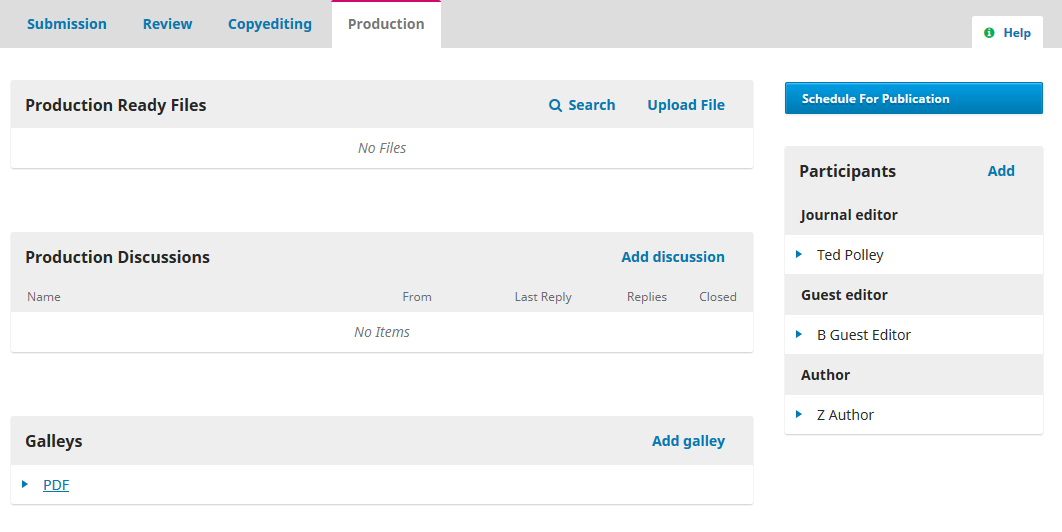 Submission Review Copyediting Production
Help
Production Ready Files Search Upload File
No Files
Schedule For Publication
Participants Add
Journal editor
Ted Polley
Guest editor
B Guest Editor
Author
Z Author
Production Discussions Add discussion
Name From Last Reply Replies Closed
No Items
Galleys Add galley
PDF